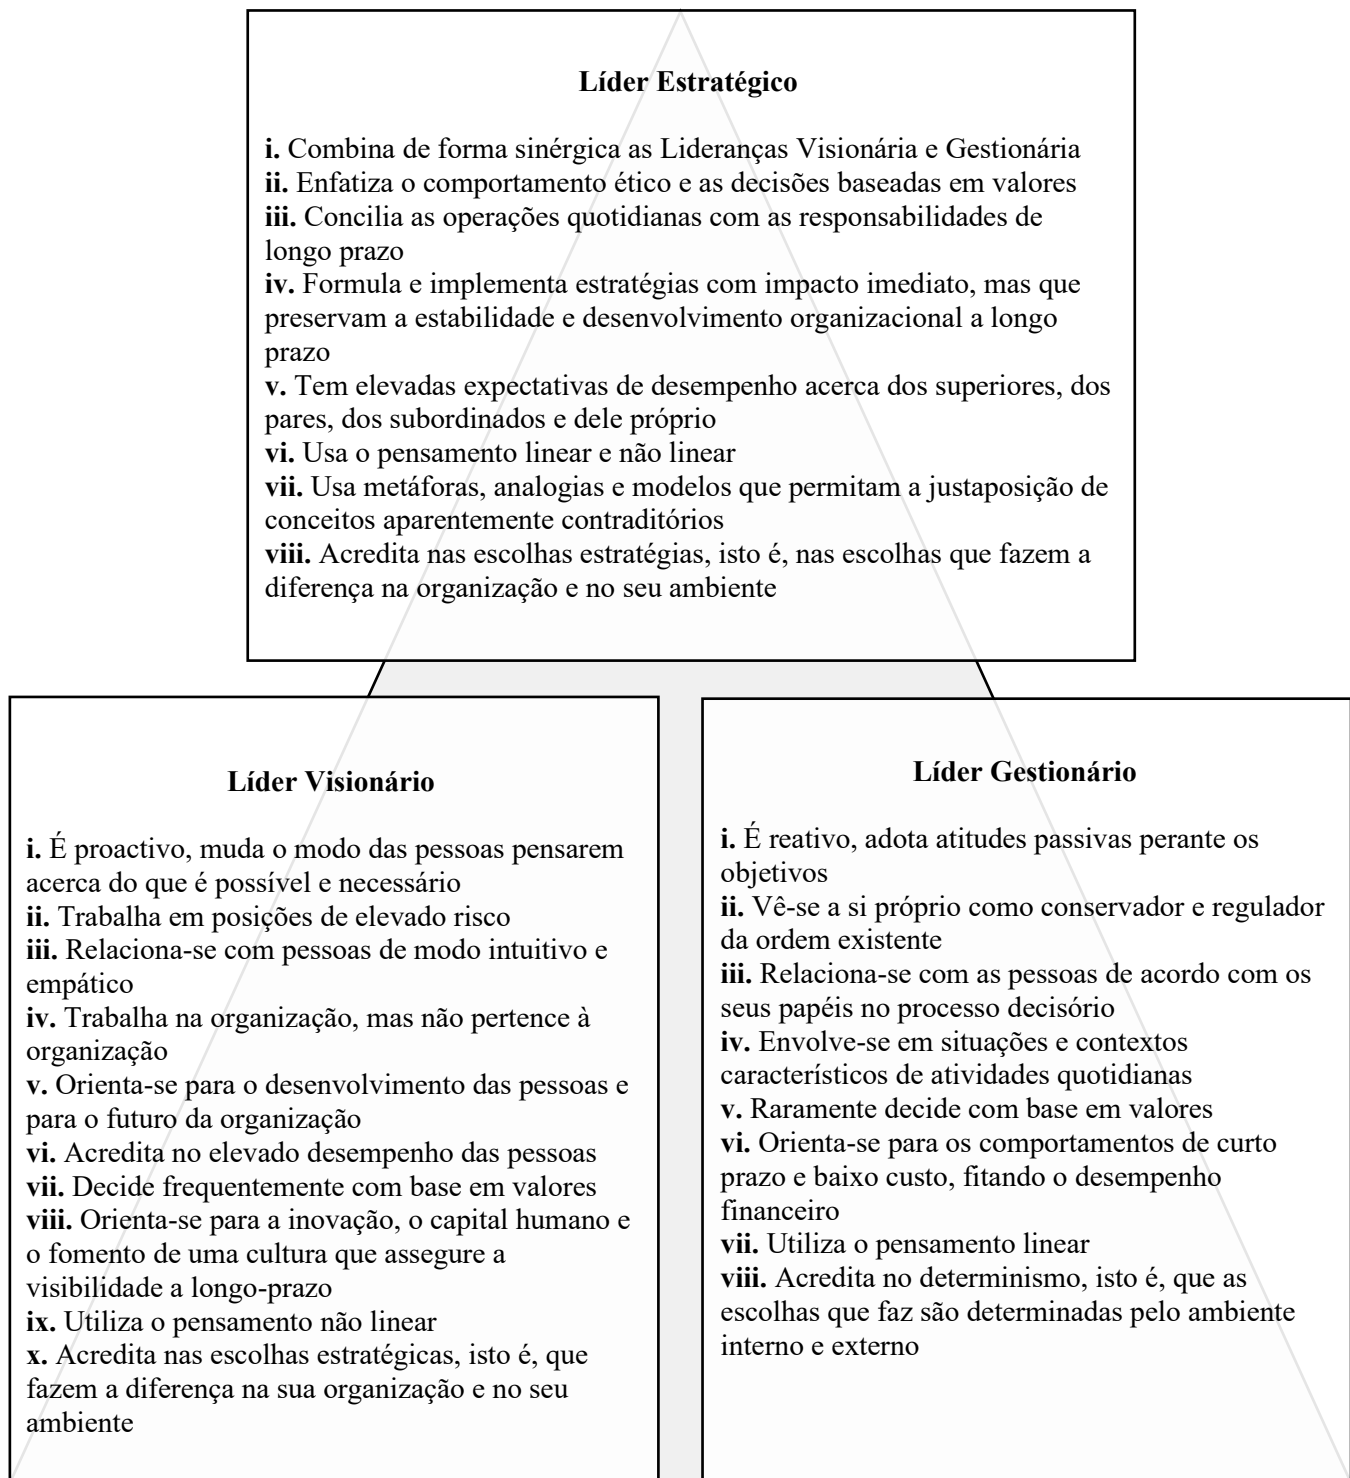 Líder Estratégico
i. Combina de forma sinérgica as Lideranças Visionária e Gestionária
ii. Enfatiza o comportamento ético e as decisões baseadas em valores
iii. Concilia as operações quotidianas com as responsabilidades de
longo prazo
iv. Formula e implementa estratégias com impacto imediato, mas que
preservam a estabilidade e desenvolvimento organizacional a longo
prazo
v. Tem elevadas expectativas de desempenho acerca dos superiores, dos
pares, dos subordinados e dele próprio
vi. Usa o pensamento linear e não linear
vii. Usa metáforas, analogias e modelos que permitam a justaposição de
conceitos aparentemente contraditórios
viii. Acredita nas escolhas estratégias, isto é, nas escolhas que fazem a
diferença na organização e no seu ambiente
Líder Visionário
i. É proactivo, muda o modo das pessoas pensarem
acerca do que é possível e necessário
ii. Trabalha em posições de elevado risco
iii. Relaciona-se com pessoas de modo intuitivo e
empático
iv. Trabalha na organização, mas não pertence à
organização
v. Orienta-se para o desenvolvimento das pessoas e
para o futuro da organização
vi. Acredita no elevado desempenho das pessoas
vii. Decide frequentemente com base em valores
viii. Orienta-se para a inovação, o capital humano e
o fomento de uma cultura que assegure a
visibilidade a longo-prazo
ix. Utiliza o pensamento não linear
x. Acredita nas escolhas estratégicas, isto é, que
fazem a diferença na sua organização e no seu
ambiente
Líder Gestionário
i. É reativo, adota atitudes passivas perante os
objetivos
ii. Vê-se a si próprio como conservador e regulador
da ordem existente
iii. Relaciona-se com as pessoas de acordo com os
seus papéis no processo decisório
iv. Envolve-se em situações e contextos
característicos de atividades quotidianas
v. Raramente decide com base em valores
vi. Orienta-se para os comportamentos de curto
prazo e baixo custo, fitando o desempenho
financeiro
vii. Utiliza o pensamento linear
viii. Acredita no determinismo, isto é, que as
escolhas que faz são determinadas pelo ambiente
interno e externo